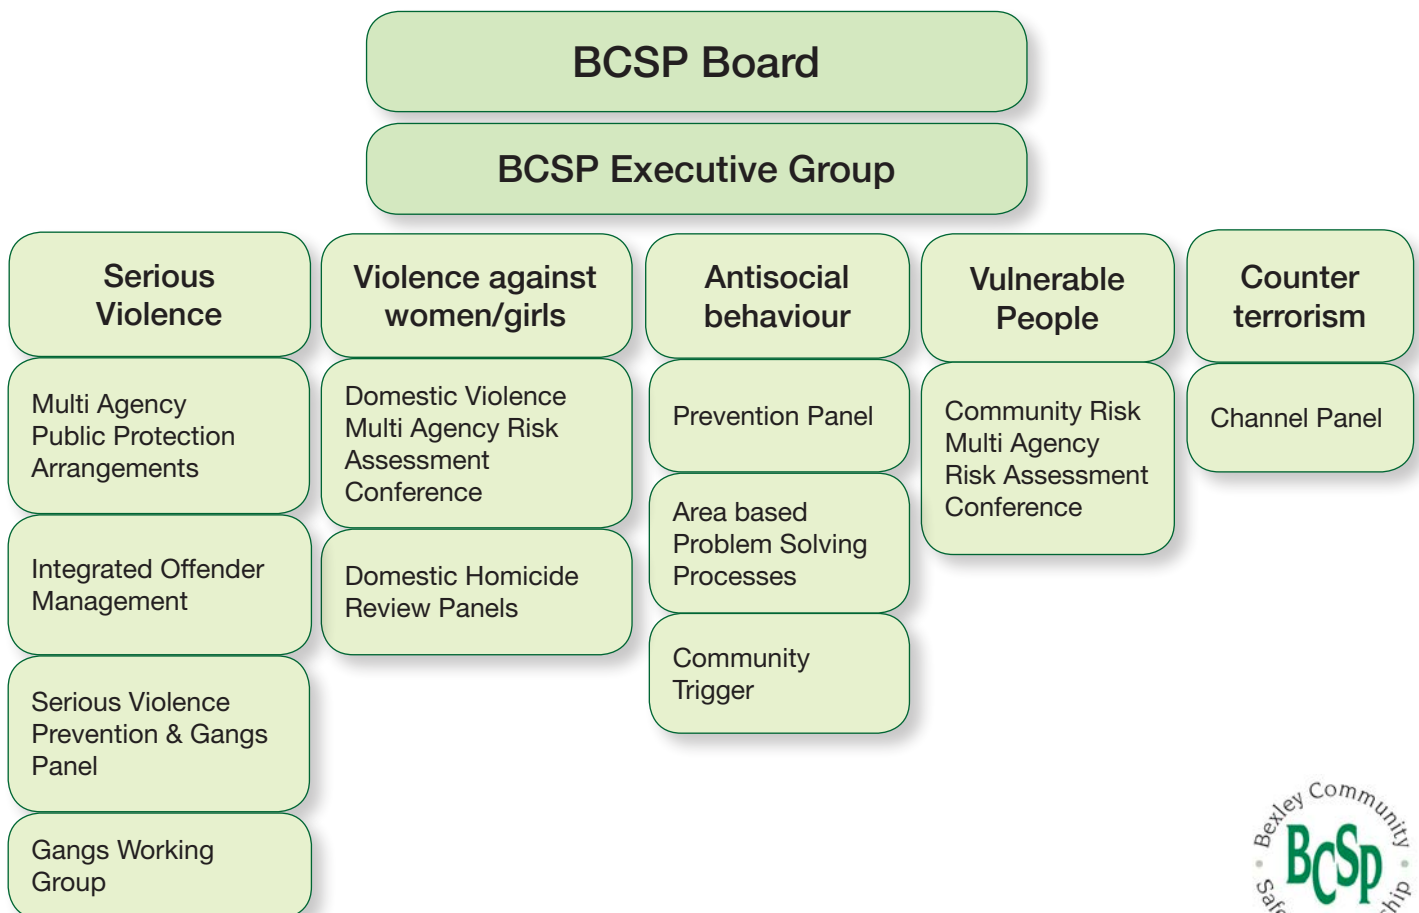 BCSP Board
BCSP Executive Group
Serious
Violence
Multi Agency
Public Protection
Arrangements
Integrated Offender
Management
Serious Violence
Prevention & Gangs
Panel
Gangs Working
Group
Violence against
women/girls
Domestic Violence
Multi Agency Risk
Assessment
Conference
Domestic Homicide
Review Panels
Antisocial
behaviour
Prevention Panel
Area based
Problem Solving
Processes
Community
Trigger
Vulnerable
People
Community Risk
Multi Agency
Risk Assessment
Conference
Counter
terrorism
Channel Panel
Bexley Community
BCSP